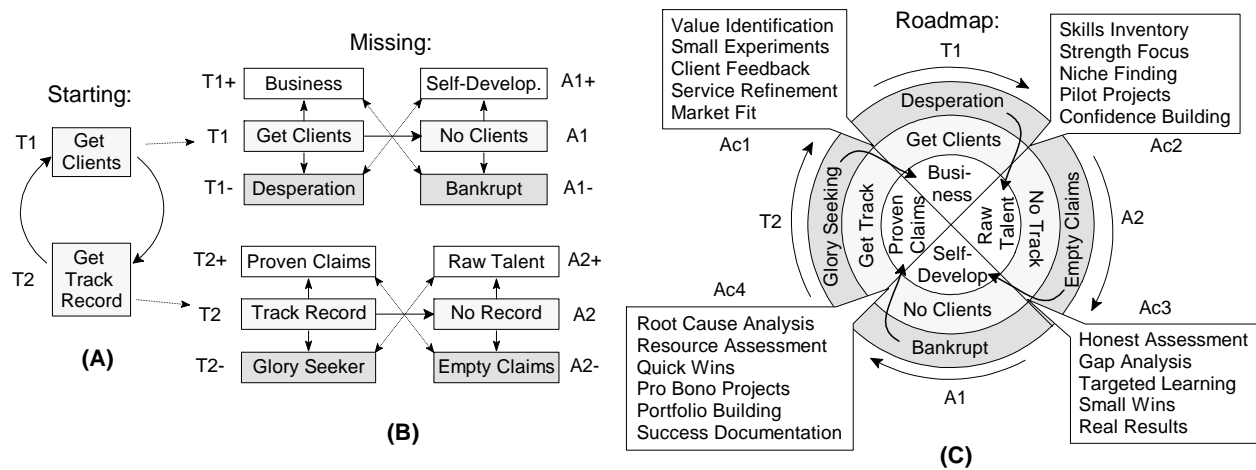 Starting:
T1
Get
Clients
T2
Get
Track
Record
(A)
Missing:
T1+
Business
Self-Develop.
A1+
T1
Get Clients
No Clients
A1
T1-
Desperation
Bankrupt
A1-
T2+
Proven Claims
Raw Talent
A2+
T2
Track Record
No Record
A2
T2-
Glory Seeker
Empty Claims
A2-
(B)
Roadmap:
Value Identification
Small Experiments
Client Feedback
Service Refinement
Market Fit
Ac1
T1
Skills Inventory
Strength Focus
Niche Finding
Pilot Projects
Confidence Building
Ac2
Desperation
Get Clients
Busi-
ness
T2
Glory Seeking
Get Track
Proven
Claims
Raw
Talent
No Track
Empty Claims
A2
Self-
Develop
No Clients
Bankrupt
A1
Ac4
Root Cause Analysis
Resource Assessment
Quick Wins
Pro Bono Projects
Portfolio Building
Success Documentation
Ac3
Honest Assessment
Gap Analysis
Targeted Learning
Small Wins
Real Results
(C)